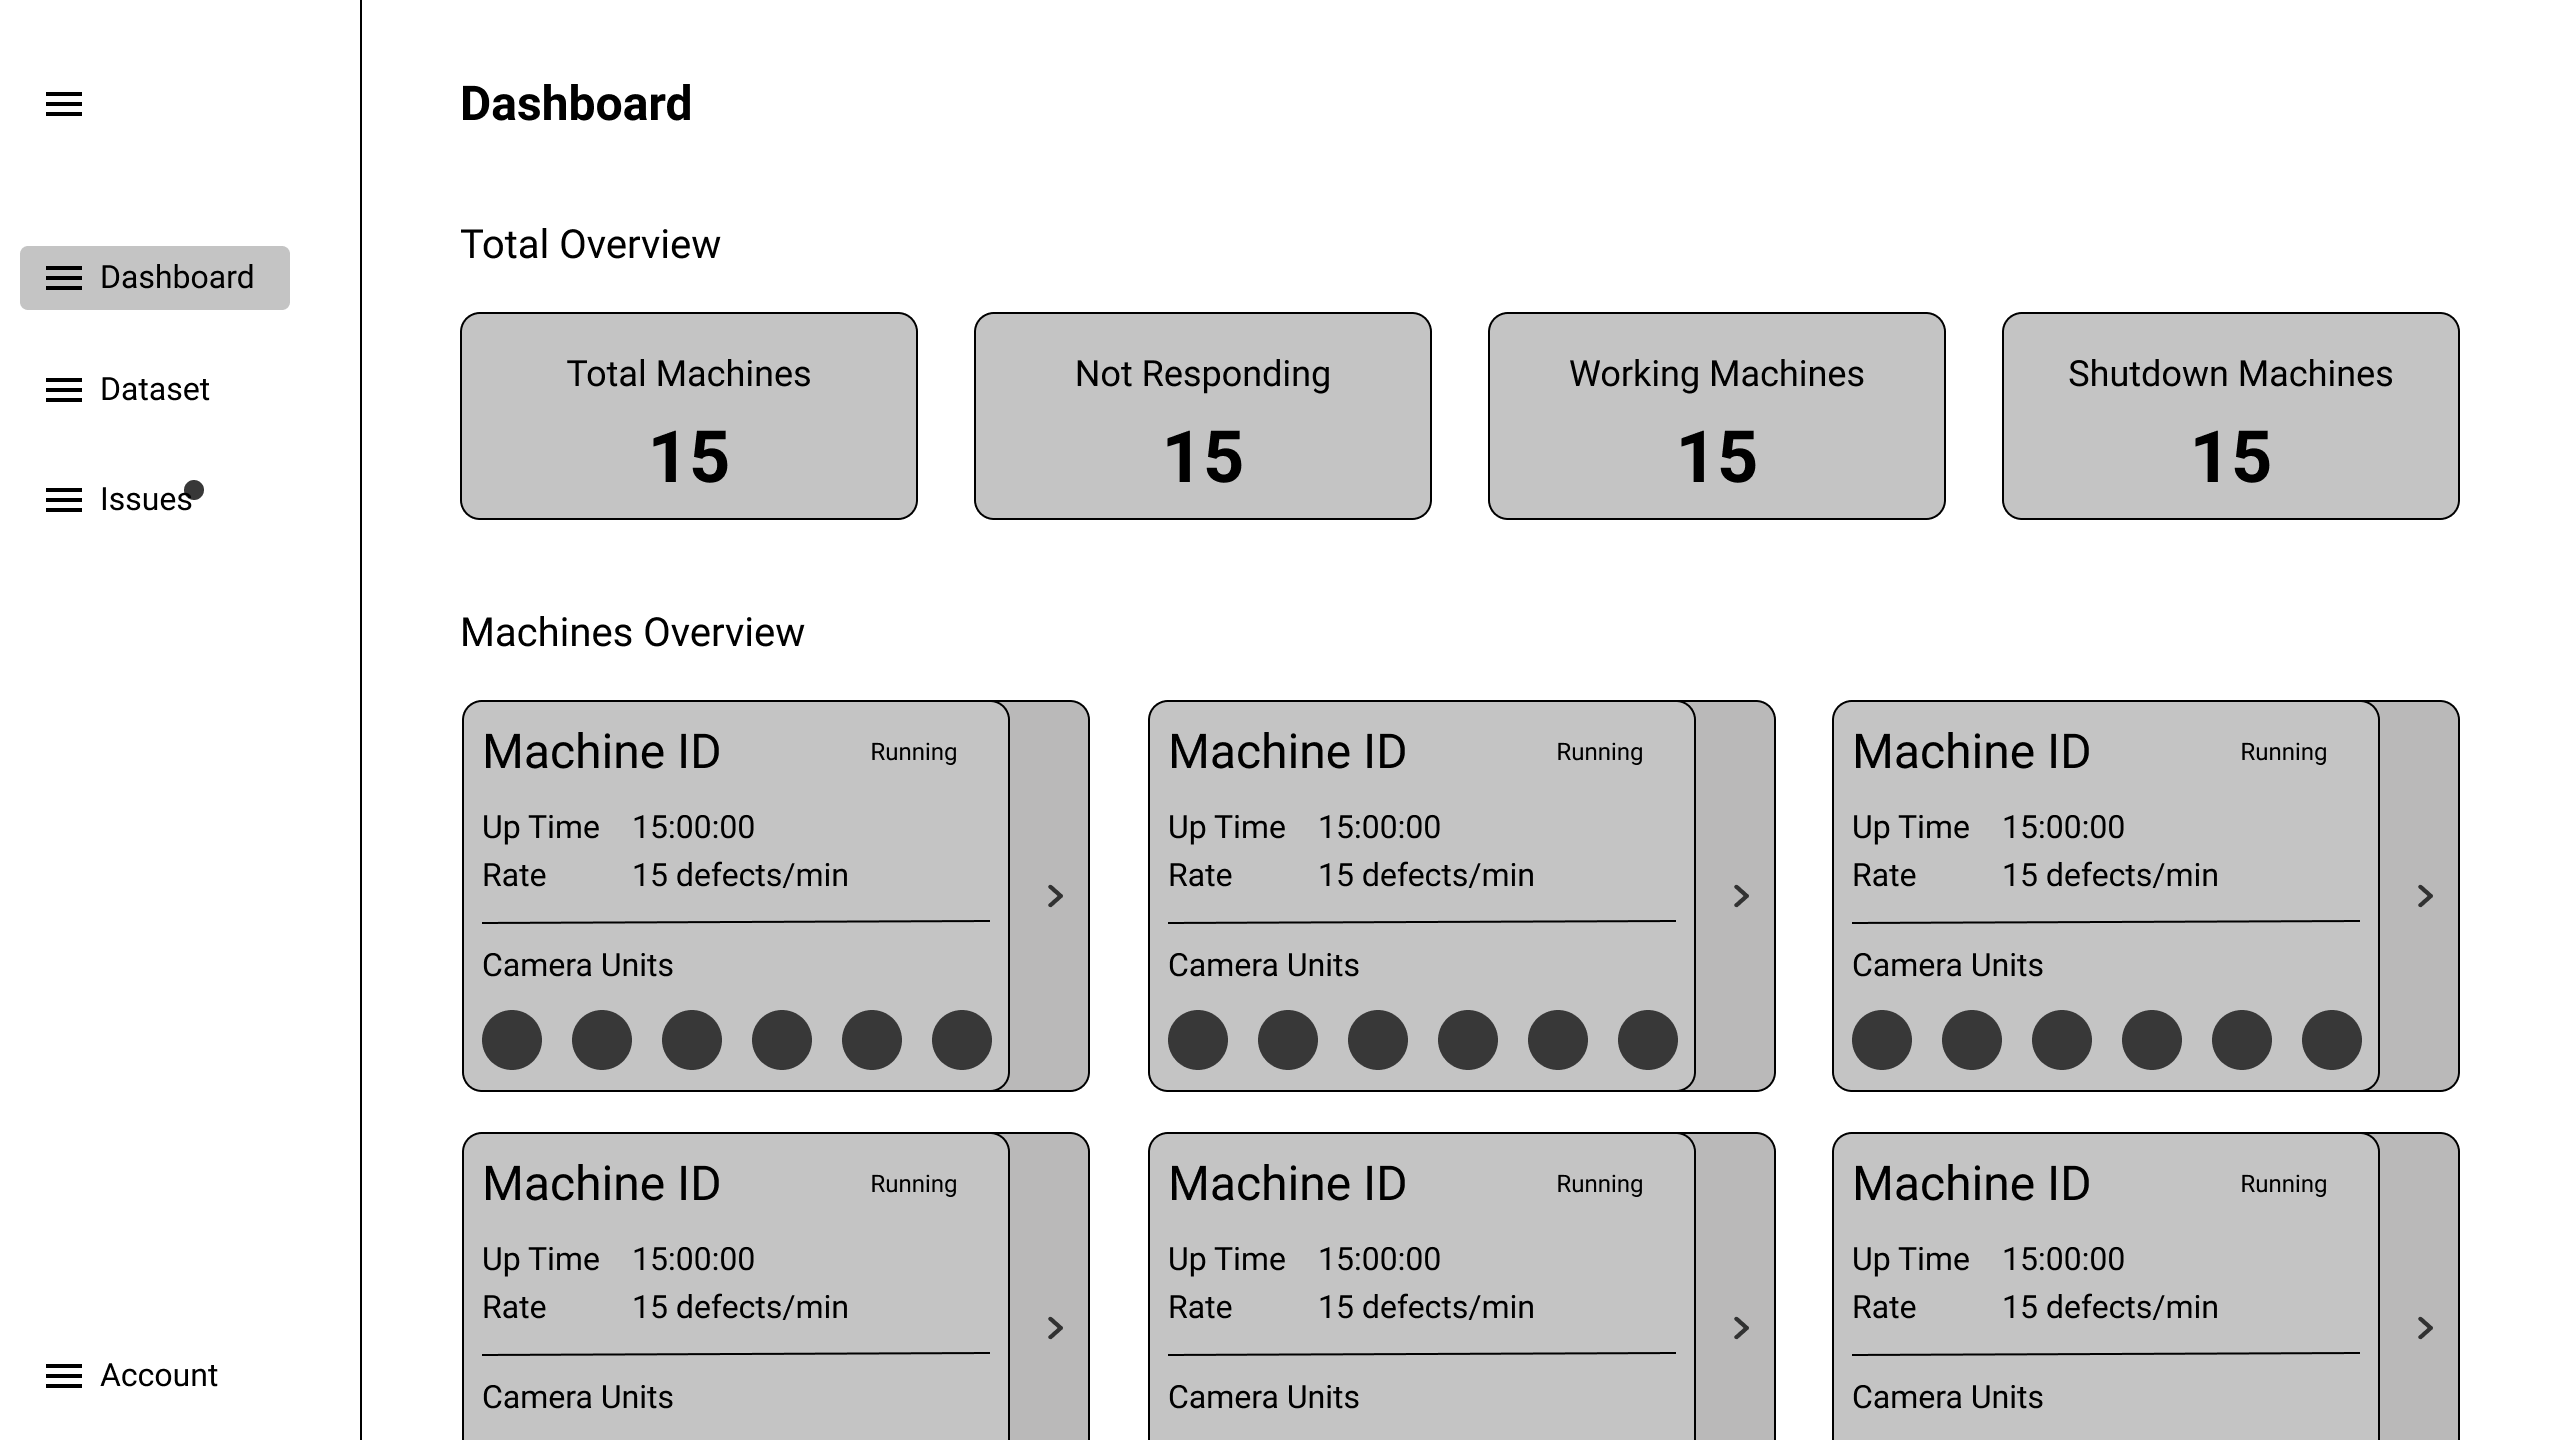 Dashboard
Dataset
Issues
Account
Dashboard
Total Overview
Total Machines
15
Not Responding
15
Working Machines
15
Shutdown Machines
15
Machines Overview
Machine ID Running
Up Time 15:00:00
Rate 15 defects/min
Camera Units
Machine ID Running
Up Time 15:00:00
Rate 15 defects/min
Camera Units
Machine ID Running
Up Time 15:00:00
Rate 15 defects/min
Camera Units
Machine ID Running
Up Time 15:00:00
Rate 15 defects/min
Camera Units
Machine ID Running
Up Time 15:00:00
Rate 15 defects/min
Camera Units
Machine ID Running
Up Time 15:00:00
Rate 15 defects/min
Camera Units